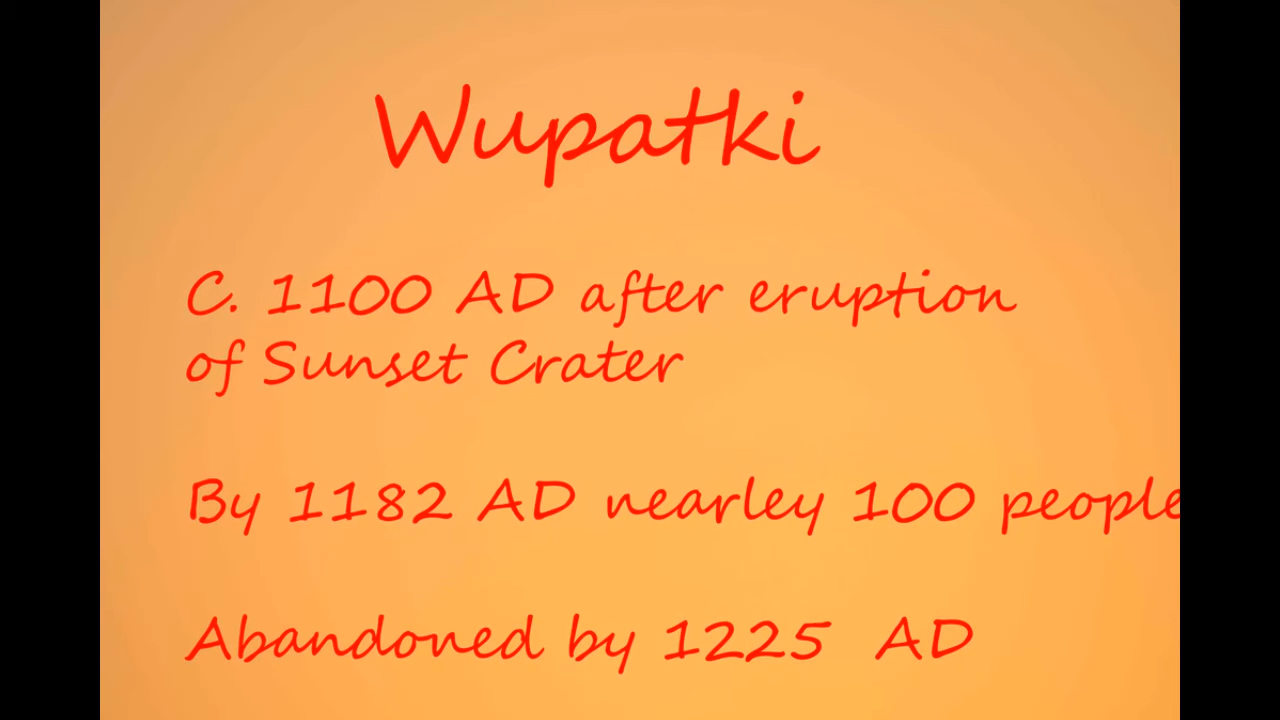 Wupatki
C. 1100 AD after eruption
of Sunset Crater
By 1182 AD nearley 100 people
Abandoned by 1225 AD